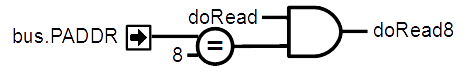 doRead
doRead8
bus.PADDR
8
=